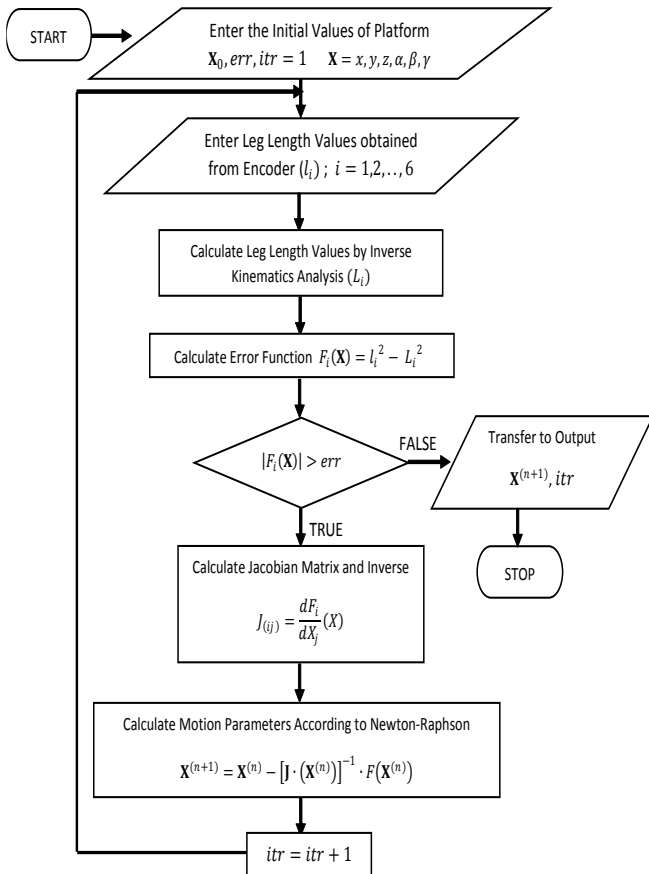 START
Enter the Initial Values of Platform
𝐗₀, err, itr = 1 𝐗 = x, y, z, α, β, γ
Enter Leg Length Values obtained
from Encoder (lᵢ) ; i = 1,2,..,6
Calculate Leg Length Values by Inverse
Kinematics Analysis (Lᵢ)
Calculate Error Function Fᵢ(𝐗) = lᵢ² − Lᵢ²
|Fᵢ(𝐗)| > err
FALSE
Transfer to Output
𝐗⁽ⁿ⁺¹⁾, itr
TRUE
STOP
Calculate Jacobian Matrix and Inverse
J₍ᵢⱼ₎ = dFᵢ/dXⱼ (X)
Calculate Motion Parameters According to Newton-Raphson
𝐗⁽ⁿ⁺¹⁾ = 𝐗⁽ⁿ⁾ − [𝐉 · (𝐗⁽ⁿ⁾)]⁻¹ · F(𝐗⁽ⁿ⁾)
itr = itr + 1